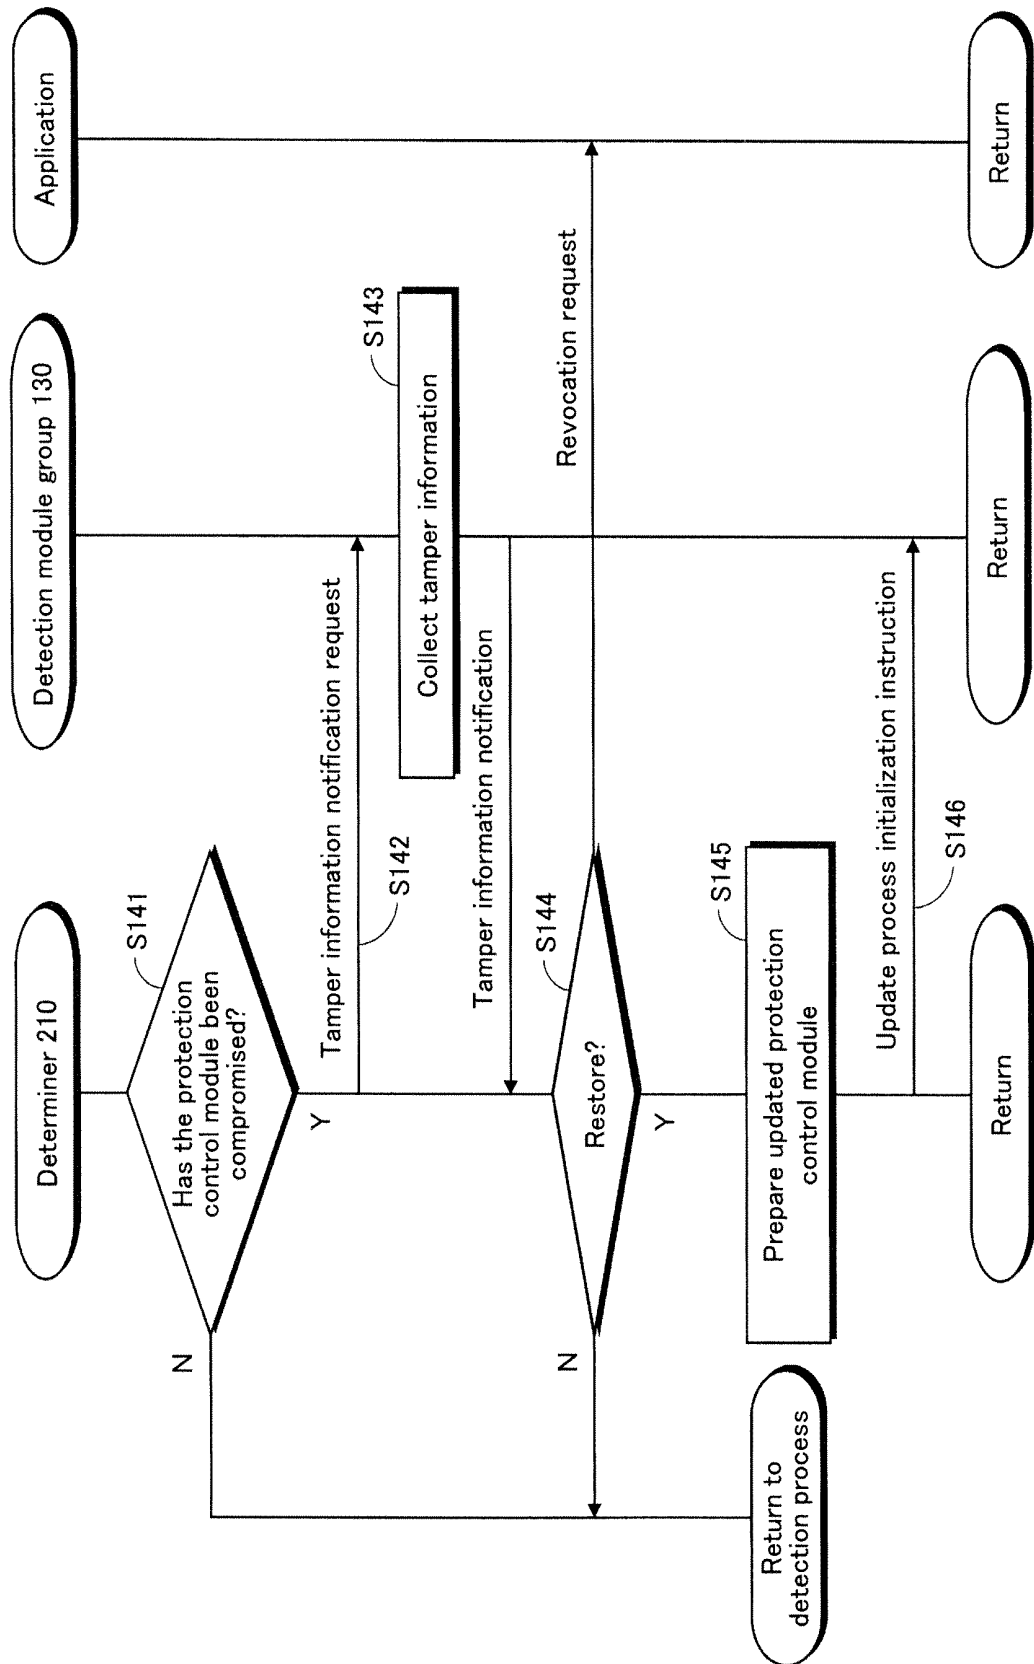 Determiner 210
Detection module group 130
Application
Has the protection
control module been
compromised?
S141
N
Y
Tamper information notification request
S142
Collect tamper information
S143
Tamper information notification
Restore?
S144
N
Y
Revocation request
Prepare updated protection
control module
S145
Update process initialization instruction
S146
Return to
detection process
Return
Return
Return